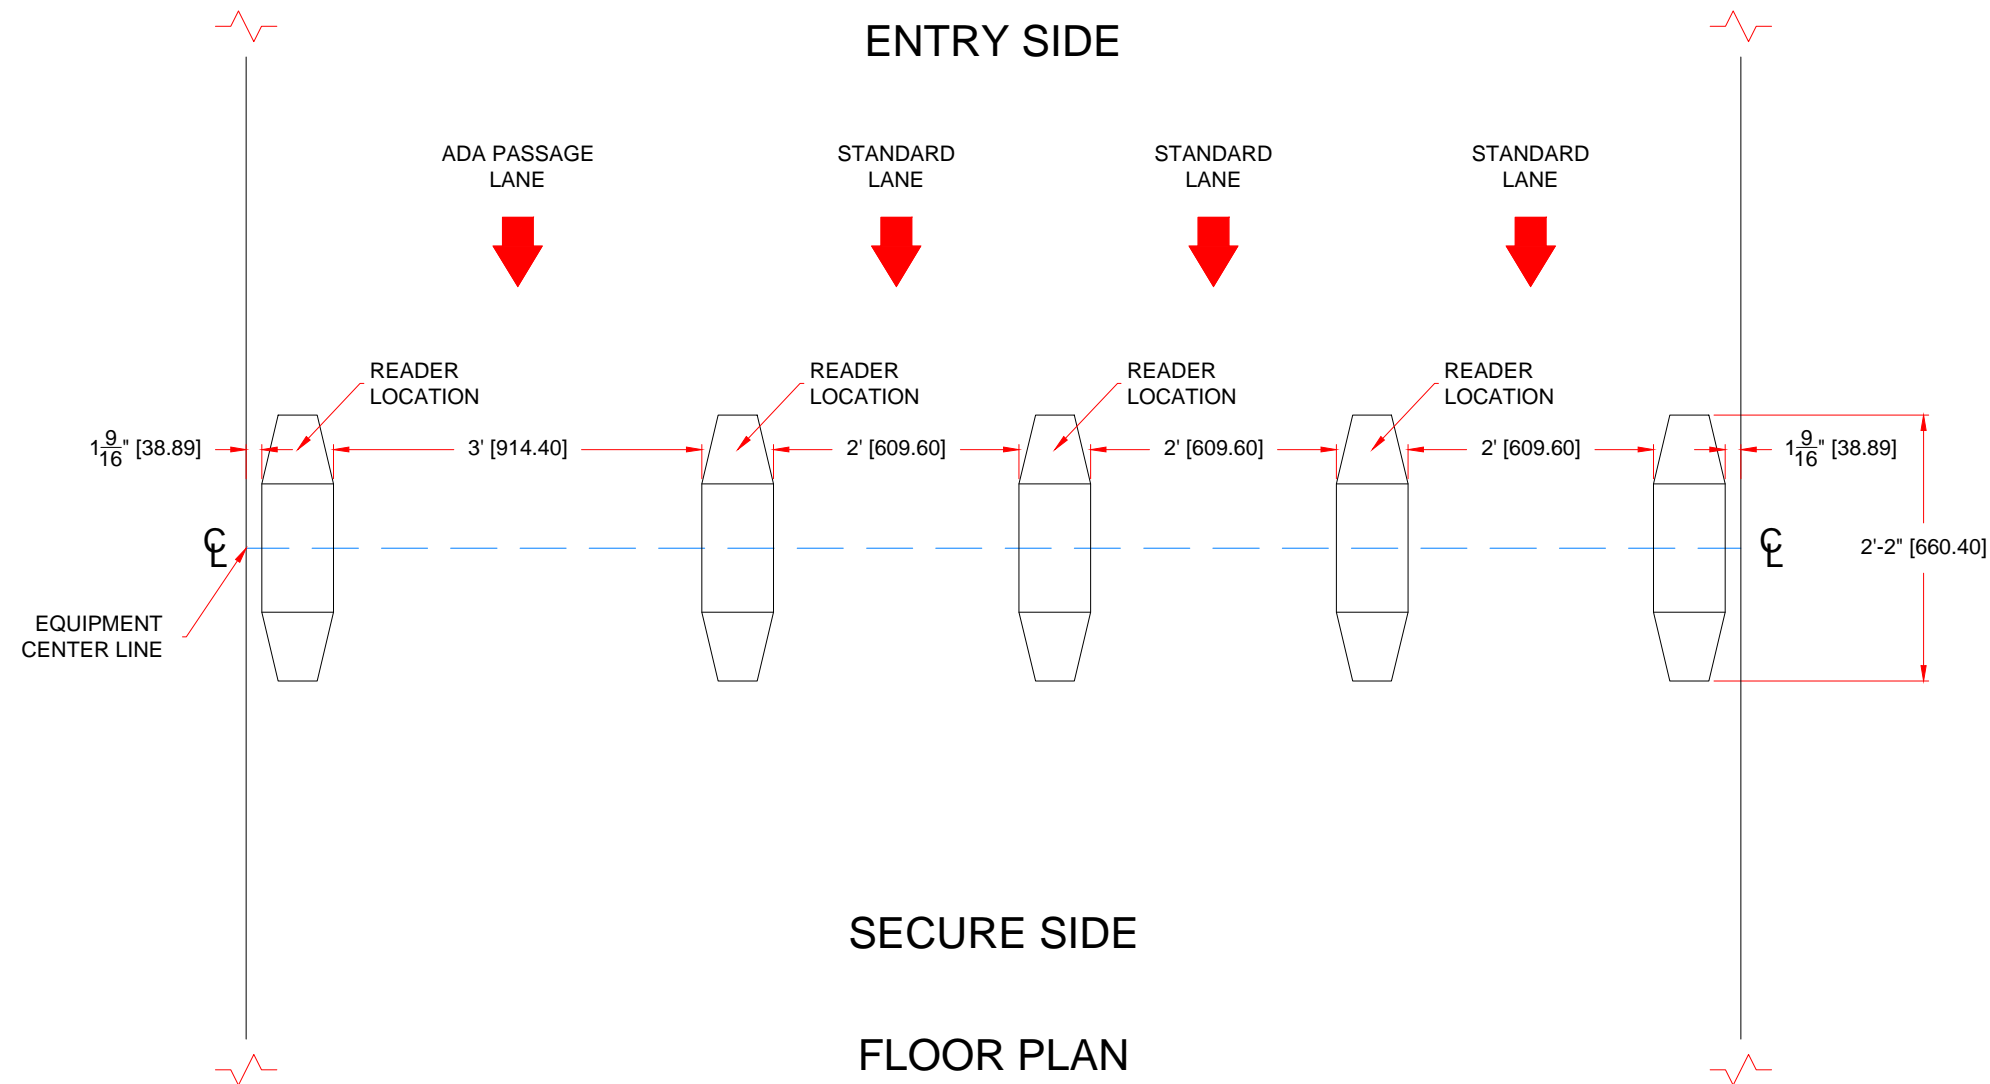 ENTRY SIDE
ADA PASSAGE
LANE
STANDARD
LANE
STANDARD
LANE
STANDARD
LANE
READER
LOCATION
READER
LOCATION
READER
LOCATION
READER
LOCATION
1 9/16" [38.89]
3' [914.40]
2' [609.60]
2' [609.60]
2' [609.60]
1 9/16" [38.89]
CL
CL
2'-2" [660.40]
EQUIPMENT
CENTER LINE
SECURE SIDE
FLOOR PLAN